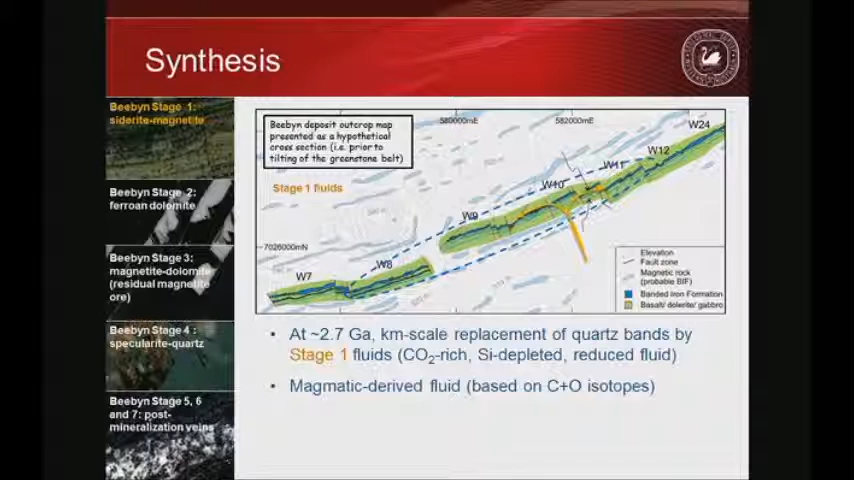 Synthesis
Beebyn Stage 1:
siderite-magnetite
Beebyn Stage 2:
ferroan dolomite
Beebyn Stage 3:
magnetite-dolomite
(residual magnetite
ore)
Beebyn Stage 4 :
specularite-quartz
Beebyn Stage 5, 6
and 7: post-
mineralization veins
Beebyn deposit outcrop map
presented as a hypothetical
cross section (i.e. prior to
tilting of the greenstone belt)
Stage 1 fluids
580000mE
582000mE
7026000mN
W24
W12
W11
W10
W9
W8
W7
Elevation
Fault zone
Magnetic rock
(probable BIF)
Banded Iron Formation
Basalt/ dolerite/ gabbro
• At ~2.7 Ga, km-scale replacement of quartz bands by
Stage 1 fluids (CO2-rich, Si-depleted, reduced fluid)
• Magmatic-derived fluid (based on C+O isotopes)